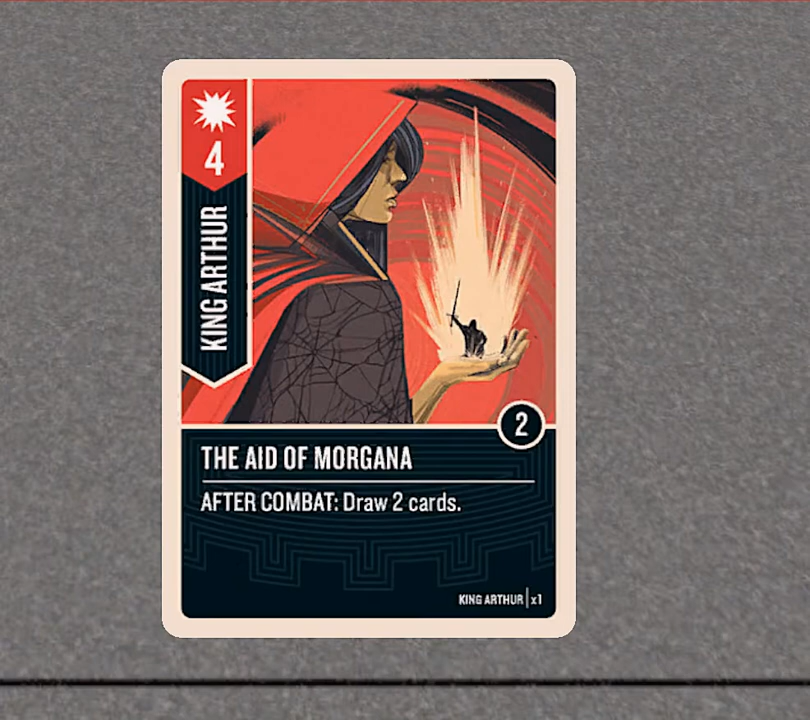 4
KING ARTHUR
2
THE AID OF MORGANA
AFTER COMBAT: Draw 2 cards.
KING ARTHUR | x1